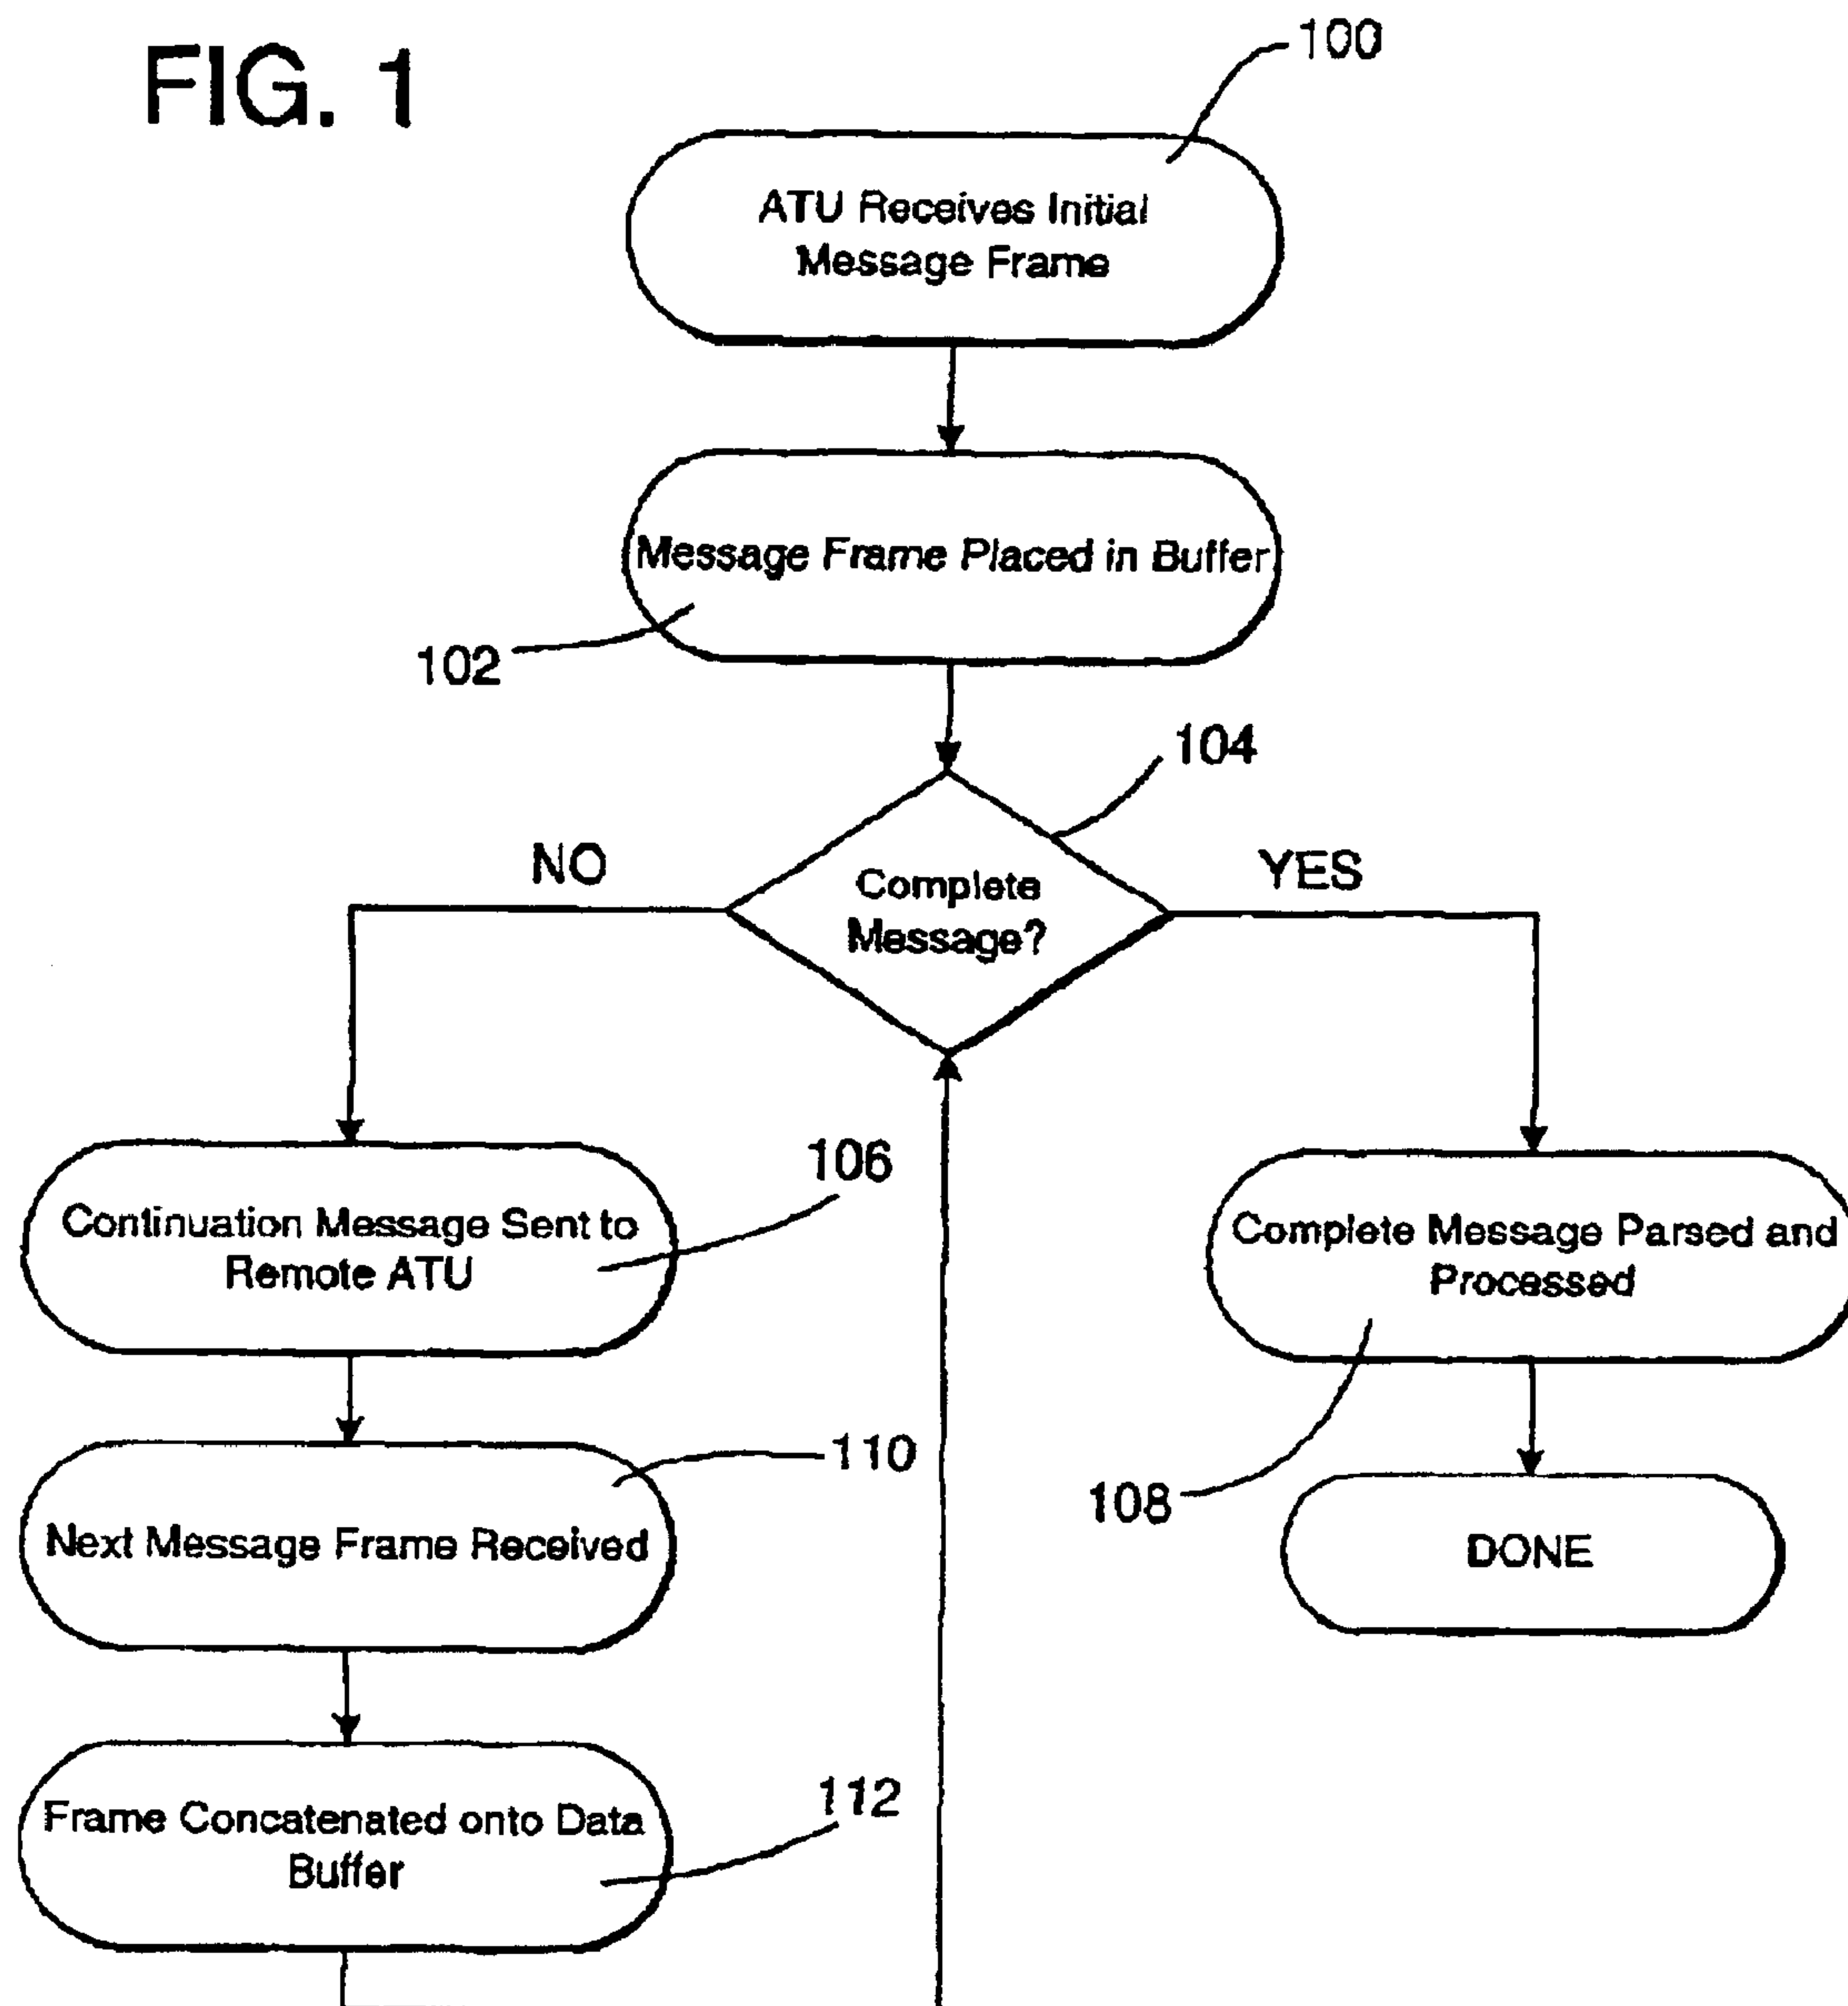 FIG. 1
100
ATU Receives Initial
Message Frame
Message Frame Placed in Buffer
102
104
NO
Complete
Message?
YES
106
Continuation Message Sent to
Remote ATU
Complete Message Parsed and
Processed
110
Next Message Frame Received
108
DONE
112
Frame Concatenated onto Data
Buffer